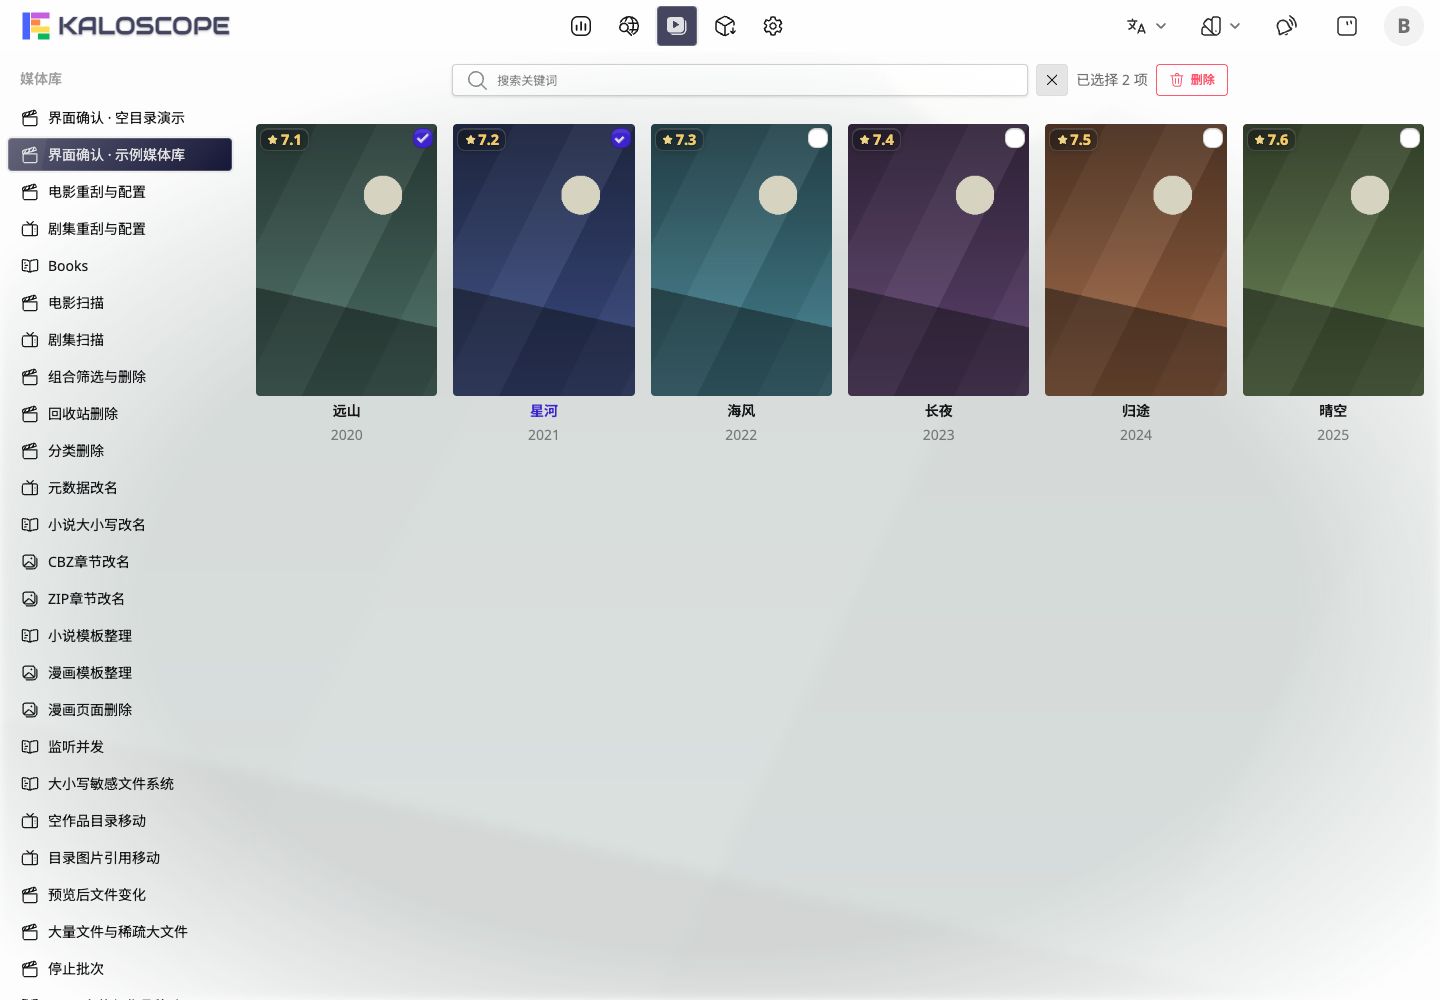 KALOSCOPE
B
媒体库
搜索关键词
已选择 2 项
删除
界面确认 · 空目录演示
界面确认 · 示例媒体库
电影重刮与配置
剧集重刮与配置
Books
电影扫描
剧集扫描
组合筛选与删除
回收站删除
分类删除
元数据改名
小说大小写改名
CBZ章节改名
ZIP章节改名
小说模板整理
漫画模板整理
漫画页面删除
监听并发
大小写敏感文件系统
空作品目录移动
目录图片引用移动
预览后文件变化
大量文件与稀疏大文件
停止批次
7.1
7.2
7.3
7.4
7.5
7.6
远山
星河
海风
长夜
归途
晴空
2020
2021
2022
2023
2024
2025